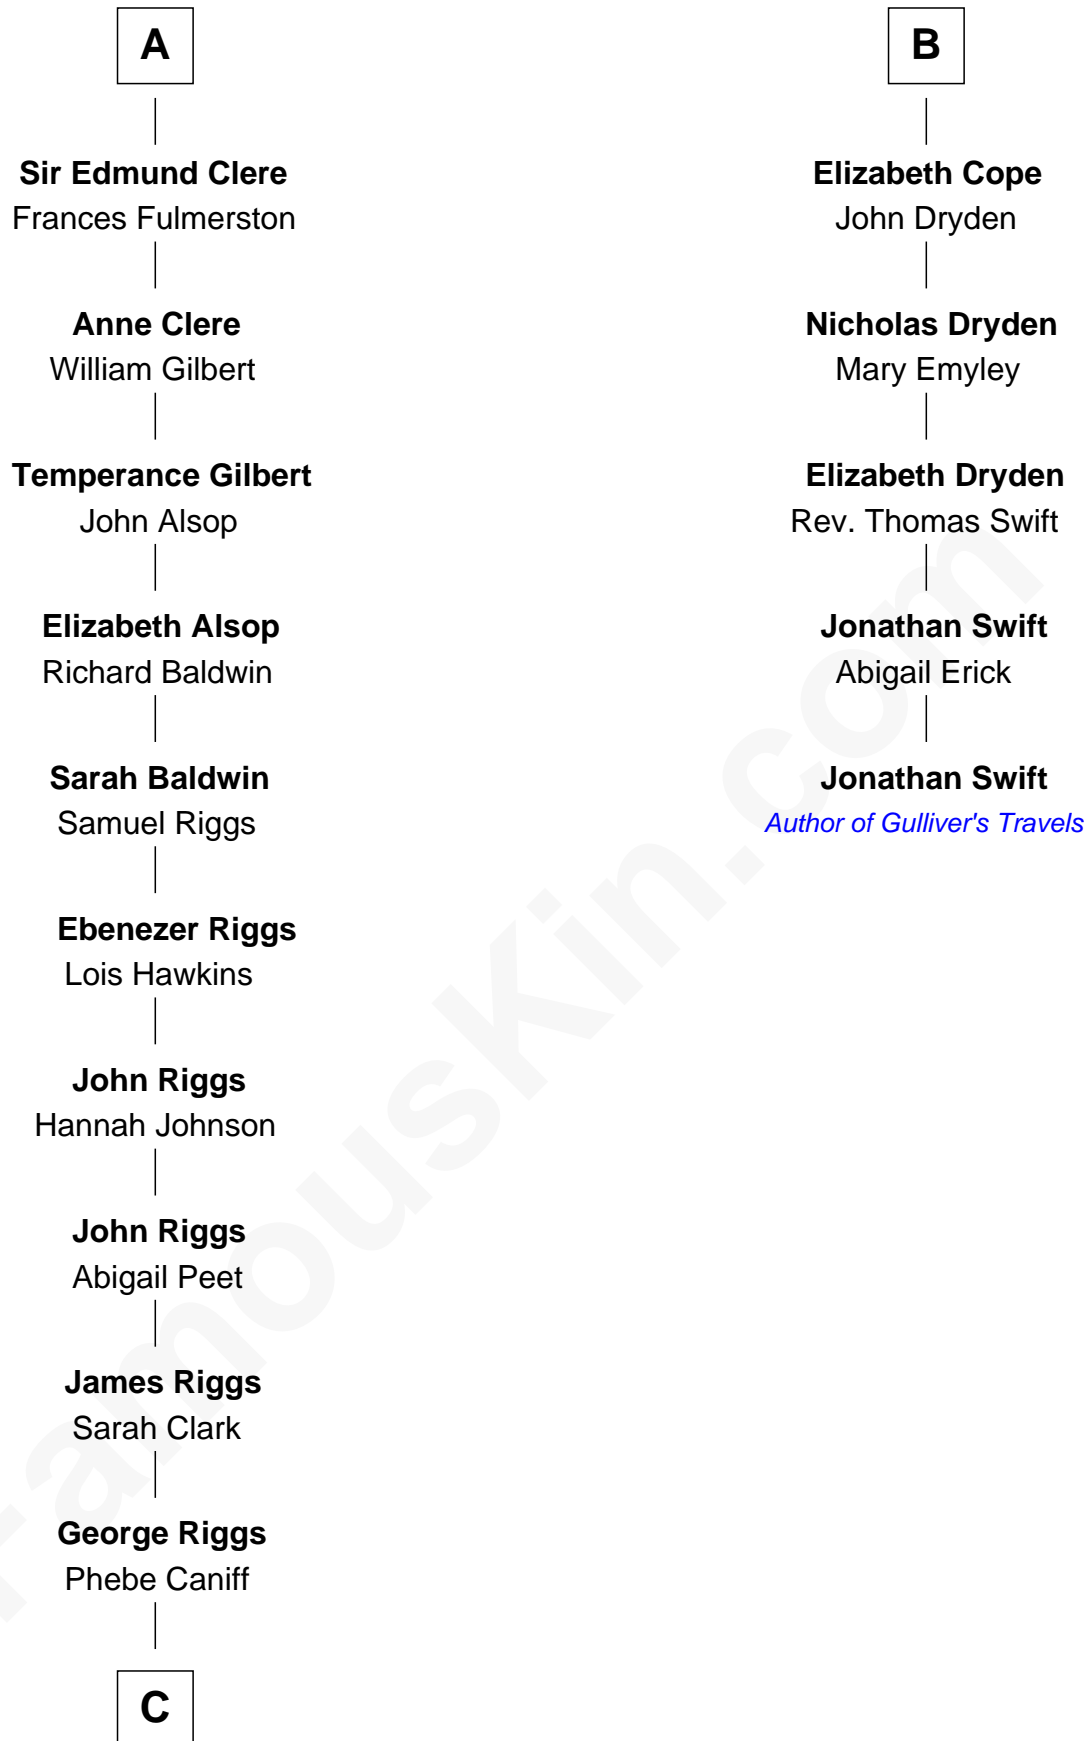 A
Sir Edmund Clere
Frances Fulmerston
Anne Clere
William Gilbert
Temperance Gilbert
John Alsop
Elizabeth Alsop
Richard Baldwin
Sarah Baldwin
Samuel Riggs
Ebenezer Riggs
Lois Hawkins
John Riggs
Hannah Johnson
John Riggs
Abigail Peet
James Riggs
Sarah Clark
George Riggs
Phebe Caniff
C
B
Elizabeth Cope
John Dryden
Nicholas Dryden
Mary Emyley
Elizabeth Dryden
Rev. Thomas Swift
Jonathan Swift
Abigail Erick
Jonathan Swift
Author of Gulliver's Travels
FamousKin.com